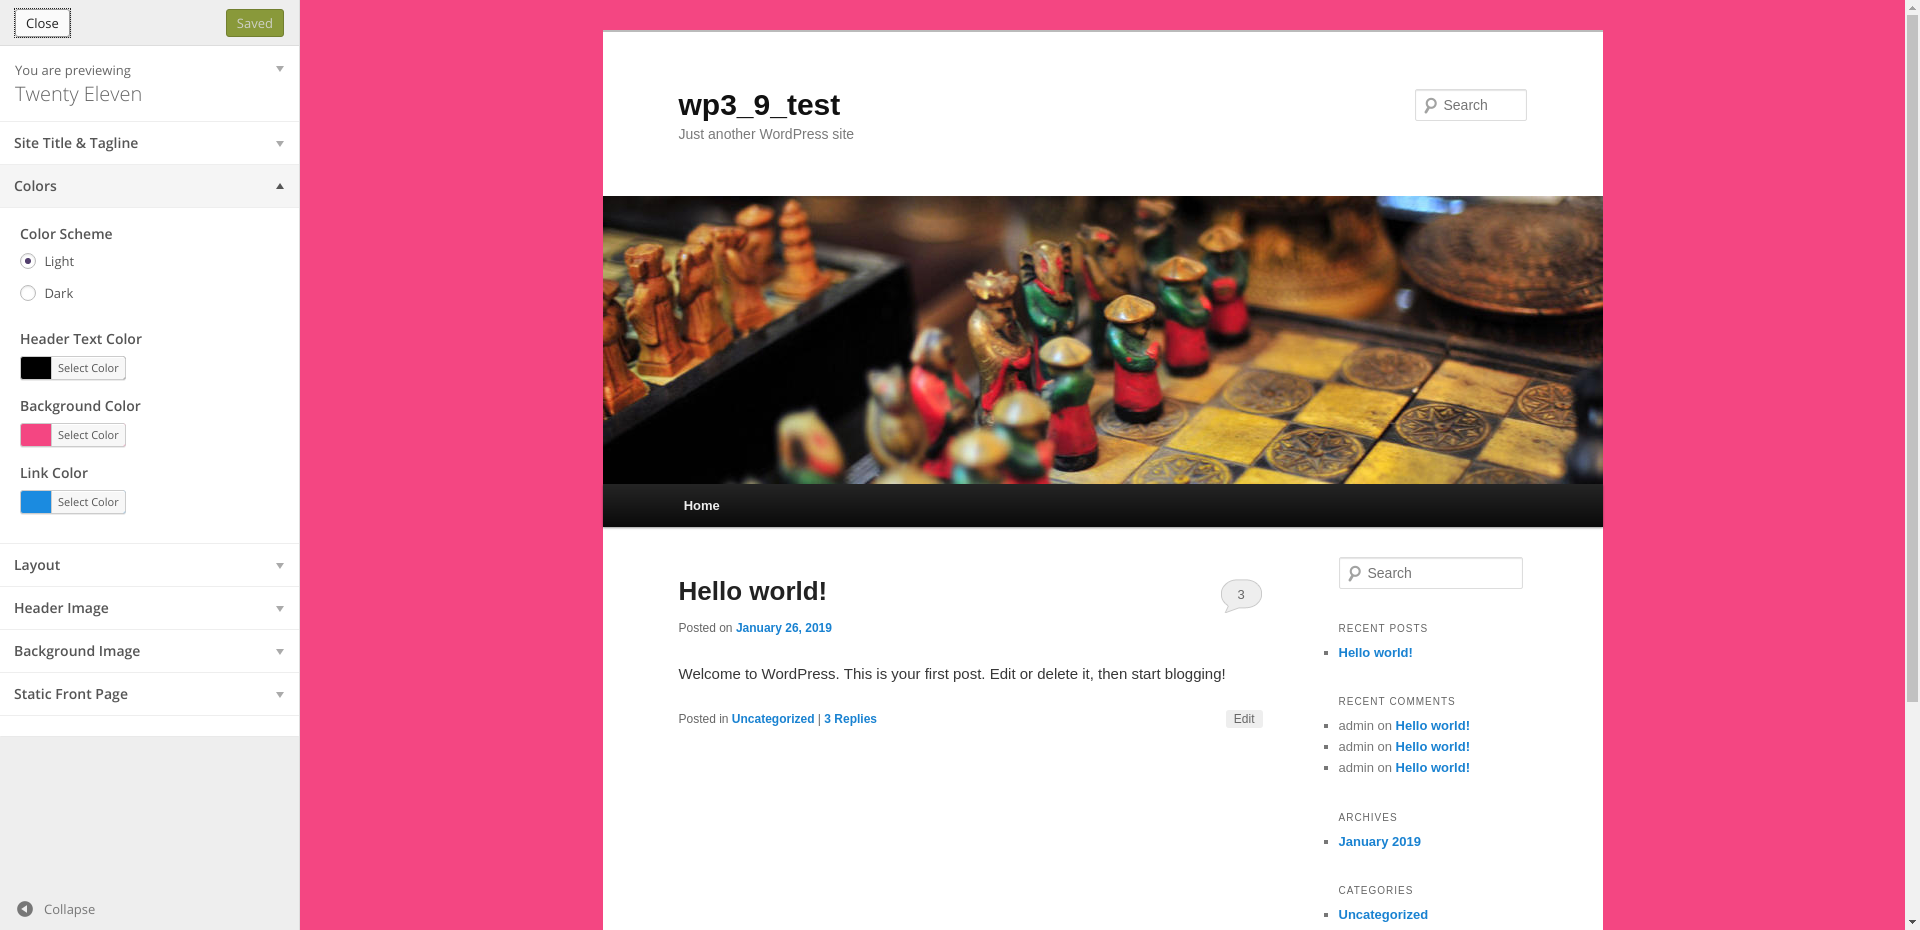 Close
Saved
You are previewing
Twenty Eleven
Site Title & Tagline
Colors
Color Scheme
Light
Dark
Header Text Color
Select Color
Background Color
Select Color
Link Color
Select Color
Layout
Header Image
Background Image
Static Front Page
Collapse
wp3_9_test
Just another WordPress site
Search
Home
Hello world!
3
Posted on January 26, 2019
Welcome to WordPress. This is your first post. Edit or delete it, then start blogging!
Posted in Uncategorized | 3 Replies
Edit
Search
RECENT POSTS
Hello world!
RECENT COMMENTS
admin on Hello world!
admin on Hello world!
admin on Hello world!
ARCHIVES
January 2019
CATEGORIES
Uncategorized